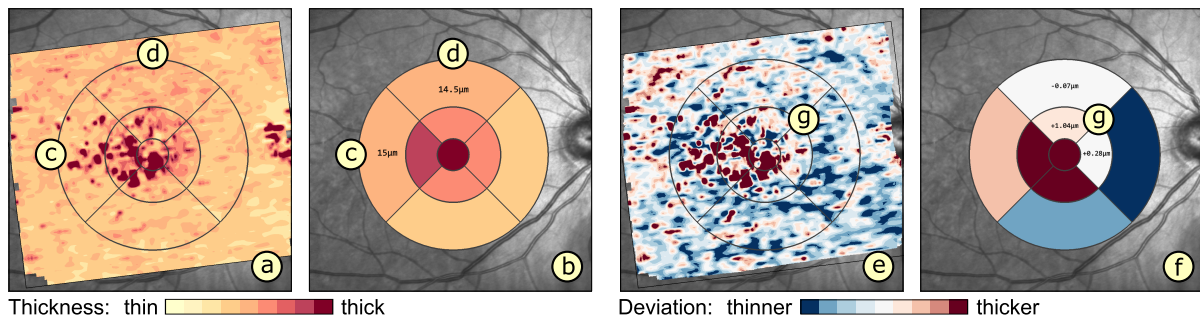 d
c
a
14.5μm
15μm
d
c
b
g
e
-0.07μm
+1.04μm
+0.28μm
g
f
Thickness: thin thick
Deviation: thinner thicker